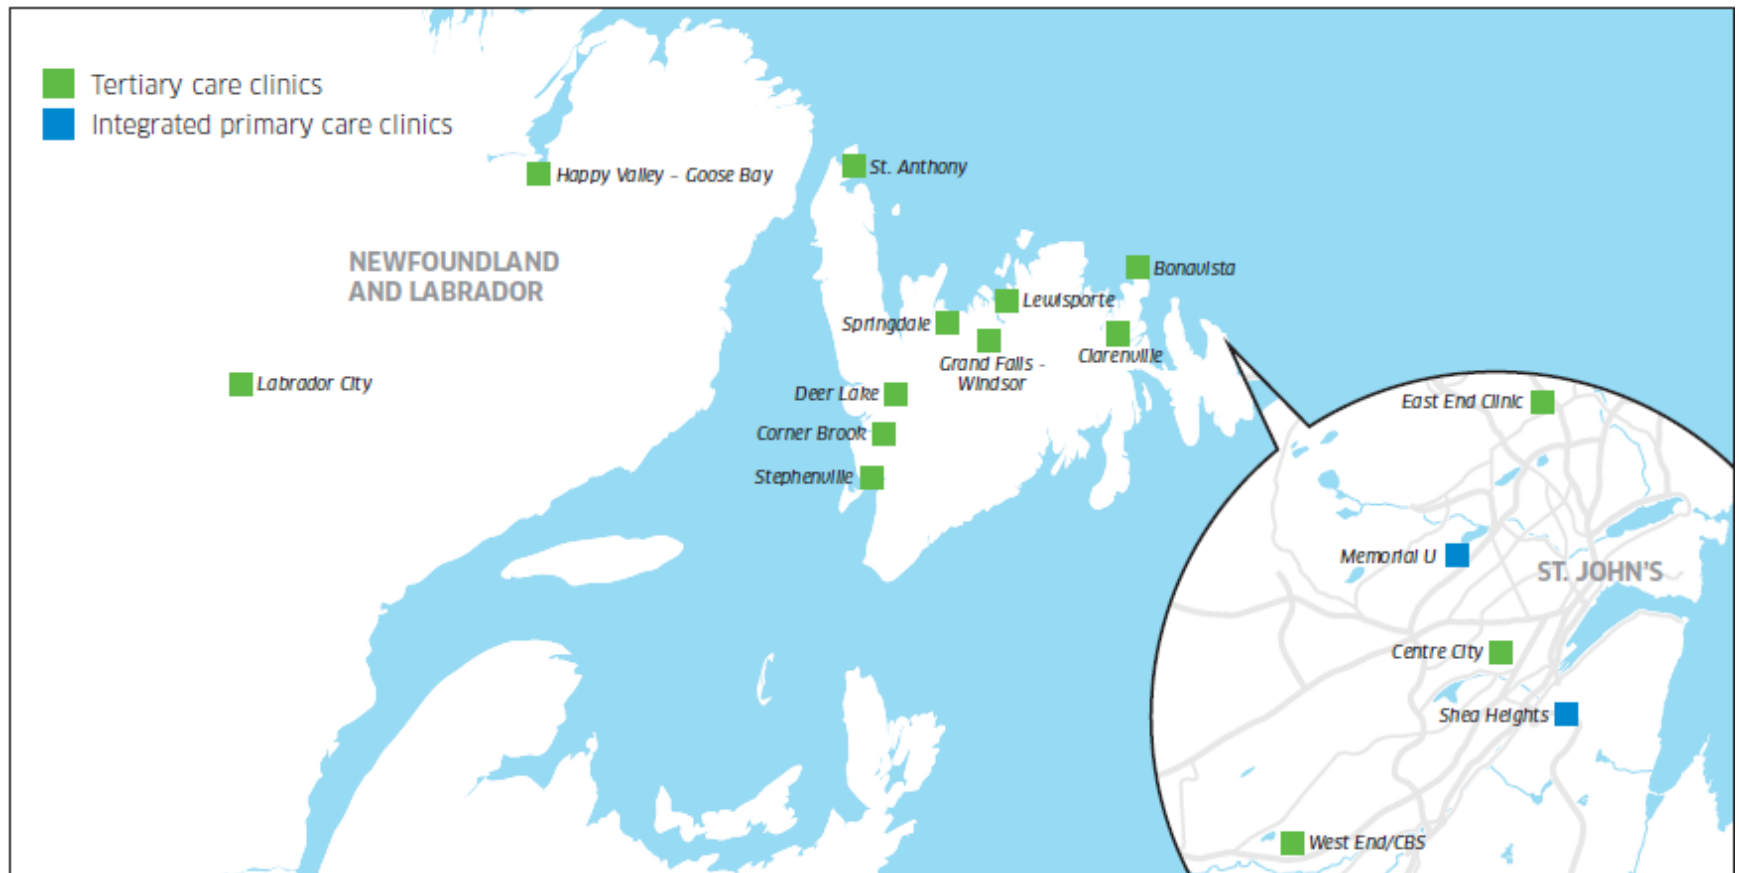 Tertiary care clinics
Integrated primary care clinics
Happy Valley - Goose Bay
St. Anthony
NEWFOUNDLAND
AND LABRADOR
Bonavista
Lewisporte
Springdale
Clarenville
Grand Falls -
Windsor
Labrador City
Deer Lake
Corner Brook
Stephenville
East End Clinic
Memorial U
ST. JOHN'S
Centre City
Shea Heights
West End/CBS